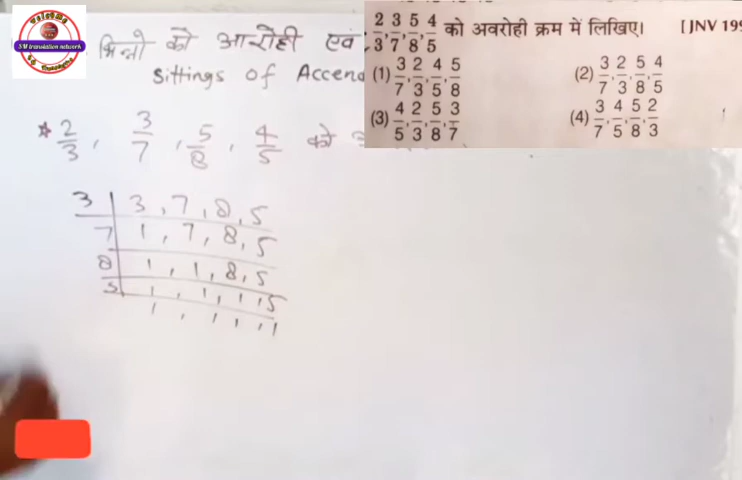 SM translation network
भिन्नो को आरोही एवं
Sittings of Accend
2/3, 3/7, 5/8, 4/5 को अवरोही क्रम में लिखिए। [JNV 199
(1) 3/7, 2/3, 4/5, 5/8 (2) 3/7, 2/3, 5/8, 4/5
(3) 4/5, 2/3, 5/8, 3/7 (4) 3/7, 4/5, 5/8, 2/3
* 2/3, 3/7, 5/8, 4/5 को
3 | 3, 7, 8, 5
7 | 1, 7, 8, 5
8 | 1, 1, 8, 5
5 | 1, 1, 1, 5
1, 1, 1, 1